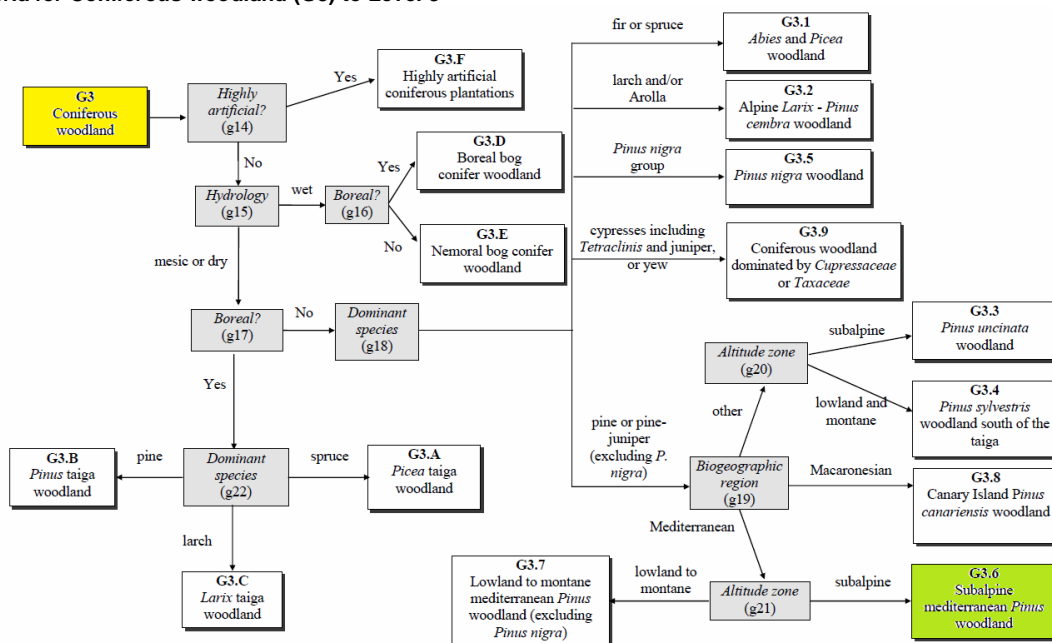 G3
Coniferous
woodland
Highly
artificial?
(g14)
Yes
G3.F
Highly artificial
coniferous plantations
No
Hydrology
(g15)
wet
Boreal?
(g16)
Yes
G3.D
Boreal bog
conifer woodland
No
G3.E
Nemoral bog conifer
woodland
mesic or dry
Boreal?
(g17)
No
Dominant
species
(g18)
Yes
Dominant
species
(g22)
pine
G3.B
Pinus taiga
woodland
spruce
G3.A
Picea taiga
woodland
larch
G3.C
Larix taiga
woodland
fir or spruce
G3.1
Abies and Picea
woodland
larch and/or
Arolla
G3.2
Alpine Larix - Pinus
cembra woodland
Pinus nigra
group
G3.5
Pinus nigra woodland
cypresses including
Tetraclinis and juniper,
or yew
G3.9
Coniferous woodland
dominated by Cupressaceae
or Taxaceae
pine or pine-
juniper
(excluding P.
nigra)
Biogeographic
region
(g19)
other
Altitude zone
(g20)
subalpine
G3.3
Pinus uncinata
woodland
lowland and
montane
G3.4
Pinus sylvestris
woodland south of the
taiga
Macaronesian
G3.8
Canary Island Pinus
canariensis woodland
Mediterranean
Altitude zone
(g21)
lowland to
montane
G3.7
Lowland to montane
mediterranean Pinus
woodland (excluding
Pinus nigra)
subalpine
G3.6
Subalpine
mediterranean Pinus
woodland